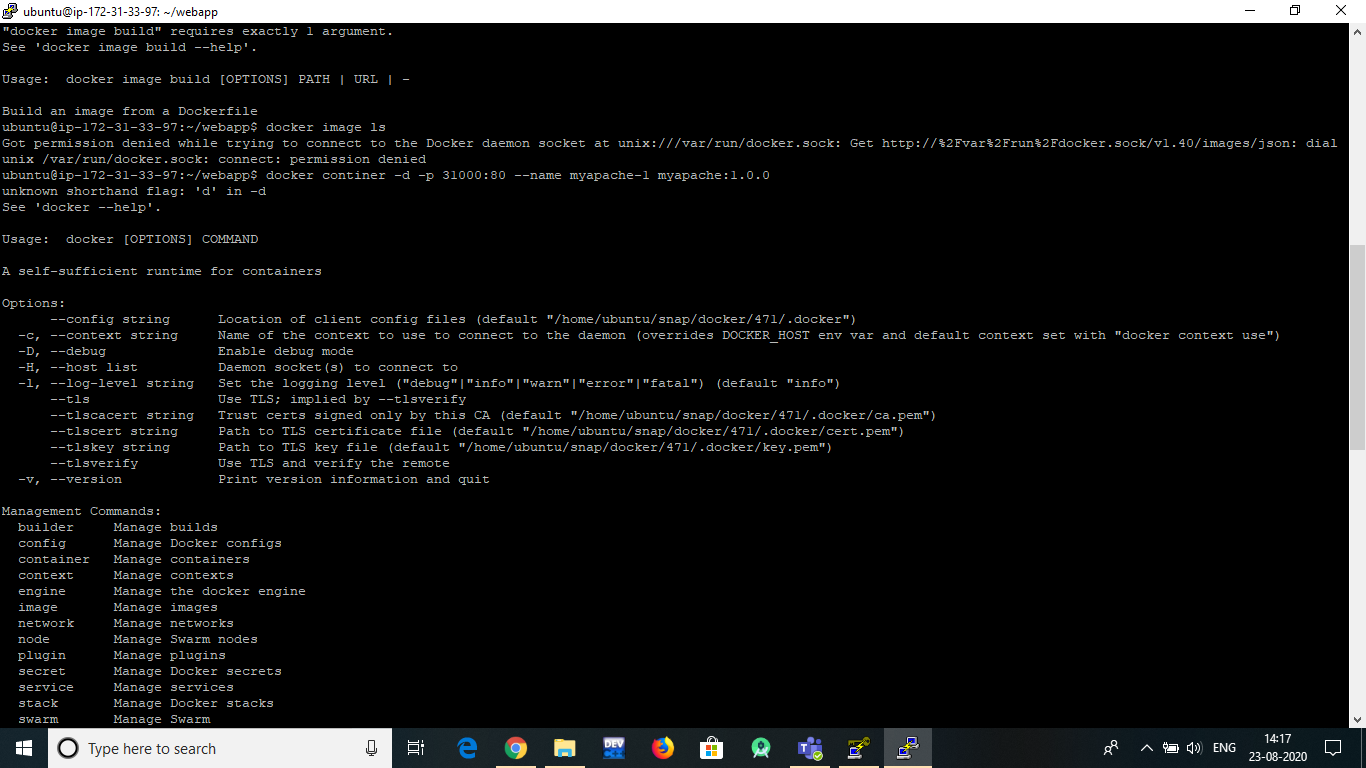 ubuntu@ip-172-31-33-97: ~/webapp
"docker image build" requires exactly 1 argument.
See 'docker image build --help'.
Usage:  docker image build [OPTIONS] PATH | URL | -
Build an image from a Dockerfile
ubuntu@ip-172-31-33-97:~/webapp$ docker image ls
Got permission denied while trying to connect to the Docker daemon socket at unix:///var/run/docker.sock: Get http://%2Fvar%2Frun%2Fdocker.sock/v1.40/images/json: dial
unix /var/run/docker.sock: connect: permission denied
ubuntu@ip-172-31-33-97:~/webapp$ docker continer -d -p 31000:80 --name myapache-1 myapache:1.0.0
unknown shorthand flag: 'd' in -d
See 'docker --help'.
Usage:  docker [OPTIONS] COMMAND
A self-sufficient runtime for containers
Options:
      --config string      Location of client config files (default "/home/ubuntu/snap/docker/471/.docker")
  -c, --context string     Name of the context to use to connect to the daemon (overrides DOCKER_HOST env var and default context set with "docker context use")
  -D, --debug              Enable debug mode
  -H, --host list          Daemon socket(s) to connect to
  -l, --log-level string   Set the logging level ("debug"|"info"|"warn"|"error"|"fatal") (default "info")
      --tls                Use TLS; implied by --tlsverify
      --tlscacert string   Trust certs signed only by this CA (default "/home/ubuntu/snap/docker/471/.docker/ca.pem")
      --tlscert string     Path to TLS certificate file (default "/home/ubuntu/snap/docker/471/.docker/cert.pem")
      --tlskey string      Path to TLS key file (default "/home/ubuntu/snap/docker/471/.docker/key.pem")
      --tlsverify          Use TLS and verify the remote
  -v, --version            Print version information and quit
Management Commands:
  builder     Manage builds
  config      Manage Docker configs
  container   Manage containers
  context     Manage contexts
  engine      Manage the docker engine
  image       Manage images
  network     Manage networks
  node        Manage Swarm nodes
  plugin      Manage plugins
  secret      Manage Docker secrets
  service     Manage services
  stack       Manage Docker stacks
  swarm       Manage Swarm
Type here to search
DEV
ENG
14:17
23-08-2020